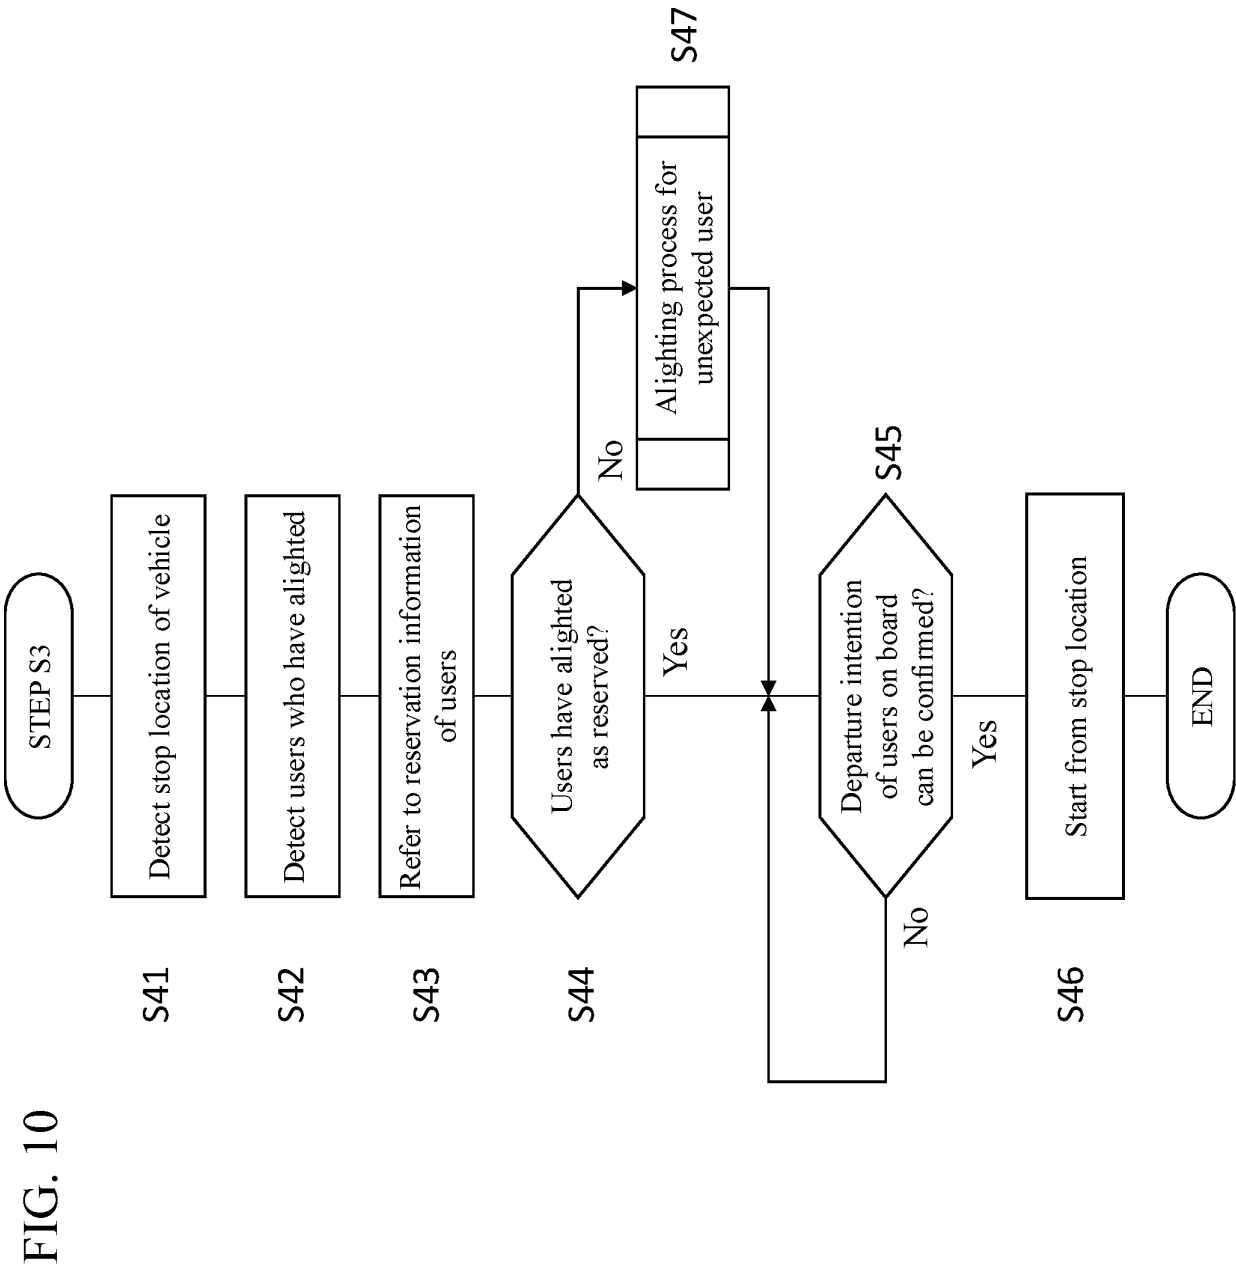 FIG. 10
STEP S3
S41
Detect stop location of vehicle
S42
Detect users who have alighted
S43
Refer to reservation information
of users
S44
Users have alighted
as reserved?
No
Yes
S47
Alighting process for
unexpected user
S45
Departure intention
of users on board
can be confirmed?
No
Yes
S46
Start from stop location
END